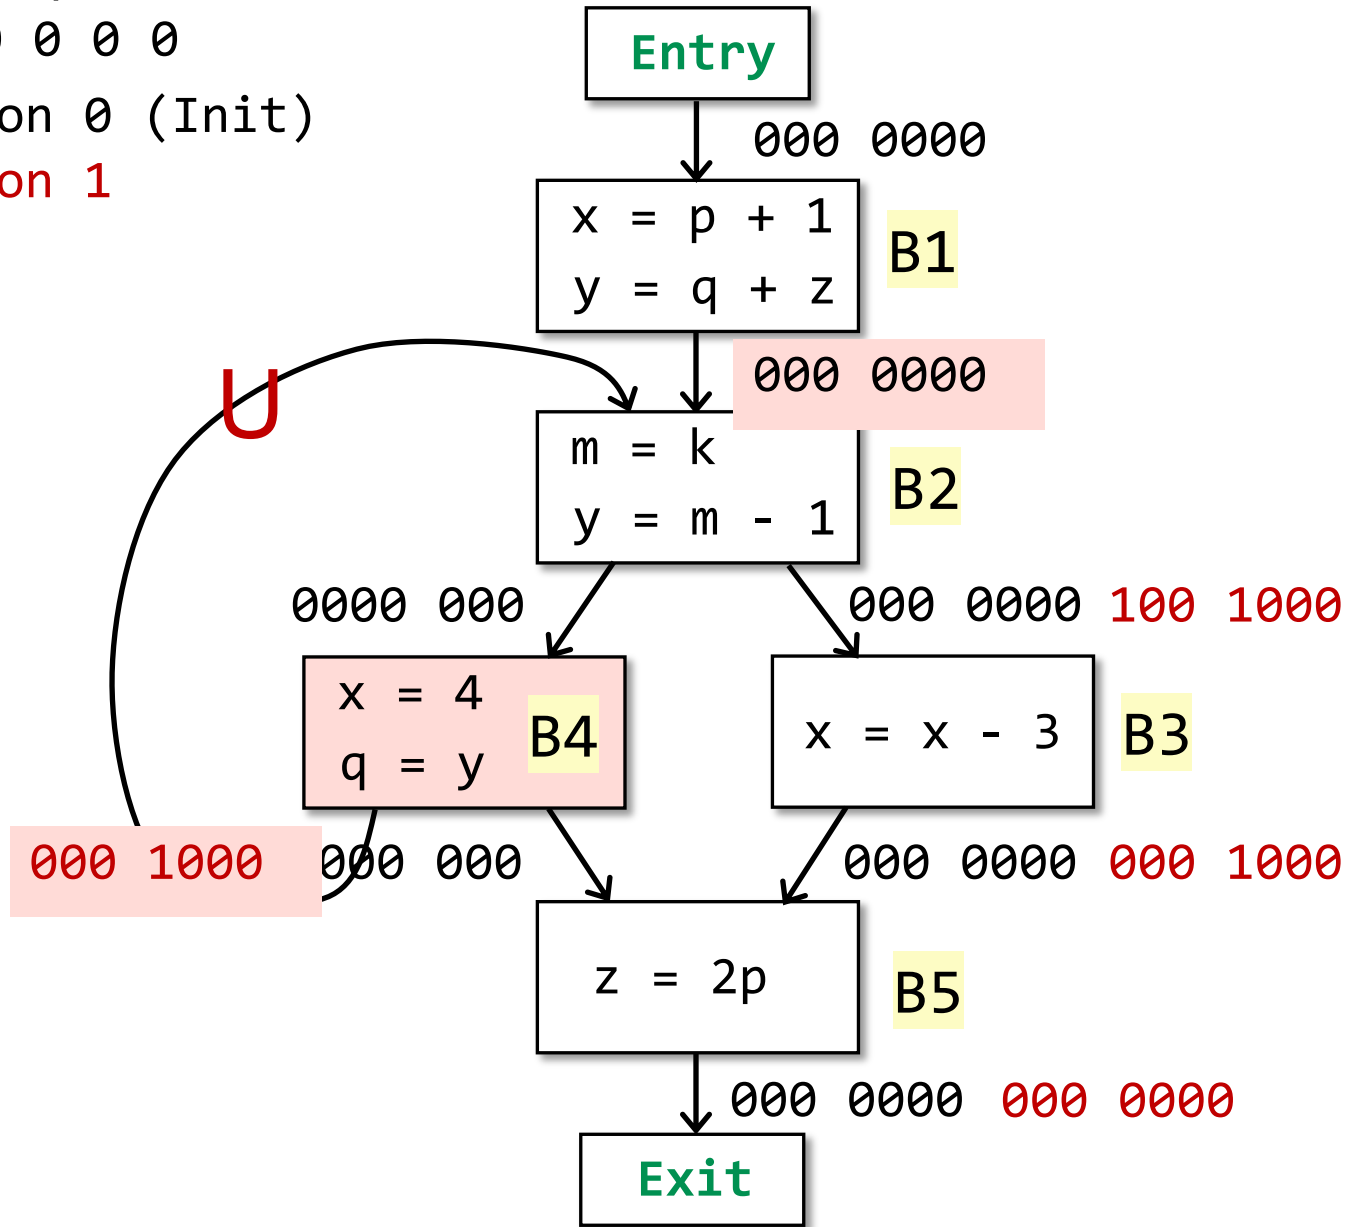 0 0 0
on 0 (Init)
on 1
Entry
000 0000
x = p + 1
y = q + z
B1
000 0000
U
m = k
y = m - 1
B2
0000 000
000 0000 100 1000
x = 4
q = y
B4
x = x - 3
B3
000 1000
000 000
000 0000 000 1000
z = 2p
B5
000 0000 000 0000
Exit